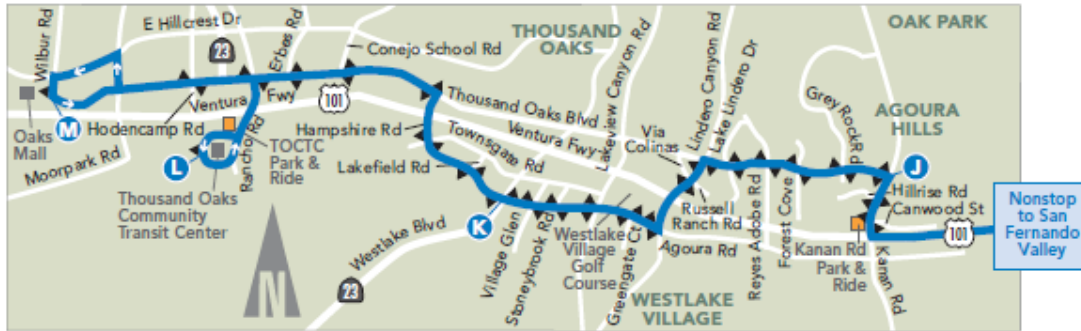 Wilbur Rd
E Hillcrest Dr
23
Erbes Rd
Conejo School Rd
THOUSAND
OAKS
Lakeview Canyon Rd
Lindero Canyon Rd
Lake Lindero Dr
OAK PARK
Grey Rock Rd
AGOURA
HILLS
Oaks
Mall
M
Hodencamp Rd
Ventura Fwy
101
Moorpark Rd
L
Rancho Rd
TOCTC
Park &
Ride
Thousand Oaks
Community
Transit Center
N
Hampshire Rd
Thousand Oaks Blvd
Ventura Fwy
Townsgate Rd
Lakefield Rd
Via
Colinas
Westlake Blvd
23
K
Village Glen
Stoneybrook Rd
Westlake
Village
Golf
Course
Greengate Ct
Russell
Ranch Rd
Agoura Rd
WESTLAKE
VILLAGE
Reyes Adobe Rd
Forest Cove
J
Hillrise Rd
Canwood St
101
Kanan Rd
Park &
Ride
Kanan Rd
Nonstop
to San
Fernando
Valley